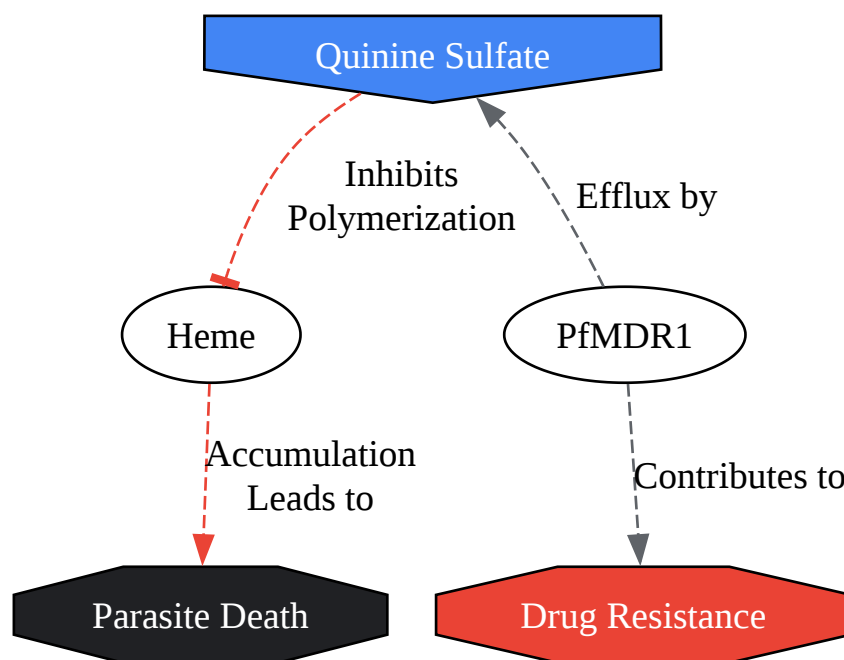 Quinine Sulfate
Inhibits
Polymerization
Efflux by
Heme
PfMDR1
Accumulation
Leads to
Contributes to
Parasite Death
Drug Resistance